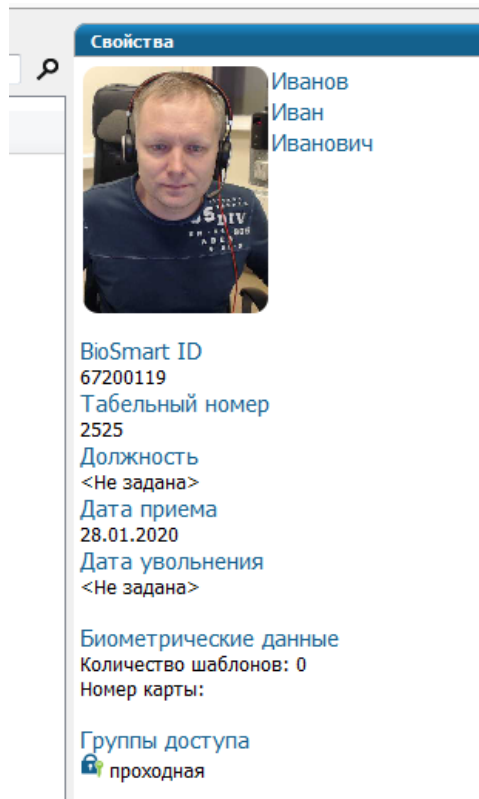 Свойства
Иванов
Иван
Иванович
BioSmart ID
67200119
Табельный номер
2525
Должность
<Не задана>
Дата приема
28.01.2020
Дата увольнения
<Не задана>
Биометрические данные
Количество шаблонов: 0
Номер карты:
Группы доступа
проходная